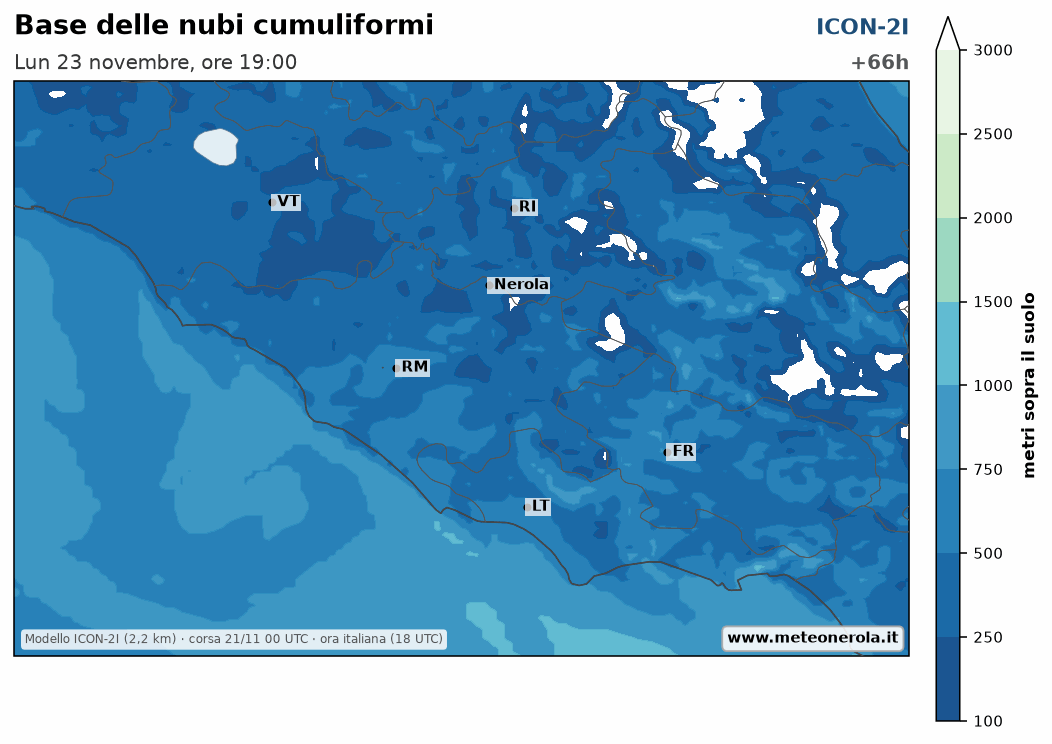 Base delle nubi cumuliformi
ICON-2I
Lun 23 novembre, ore 19:00
+66h
3000
2500
2000
1500
1000
750
500
250
100
metri sopra il suolo
VT
RI
Nerola
RM
FR
LT
Modello ICON-2I (2,2 km) · corsa 21/11 00 UTC · ora italiana (18 UTC)
www.meteonerola.it